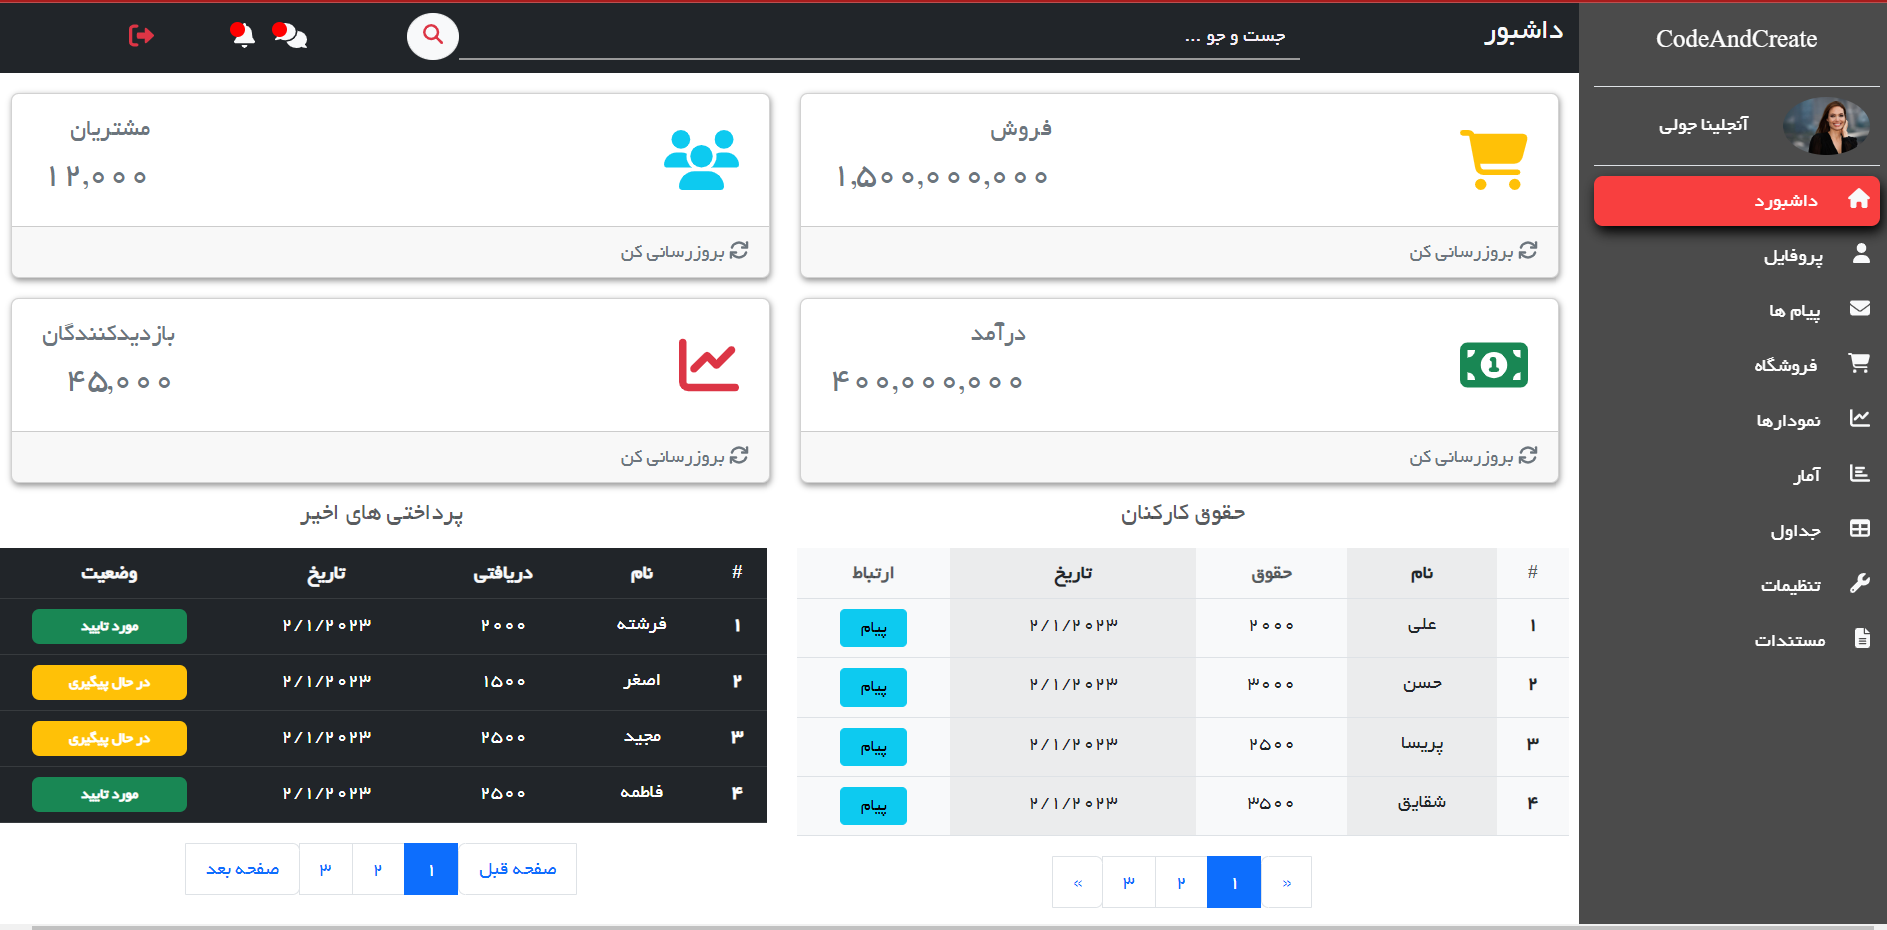 CodeAndCreate
آنجلینا جولی
داشبورد
پروفایل
پیام ها
فروشگاه
نمودارها
آمار
جداول
تنظیمات
مستندات
داشبور
جست و جو ...
فروش
۱,۵۰۰,۰۰۰,۰۰۰
بروزرسانی کن
مشتریان
۱۲,۰۰۰
بروزرسانی کن
درآمد
۴۰۰,۰۰۰,۰۰۰
بروزرسانی کن
بازدیدکنندگان
۴۵,۰۰۰
بروزرسانی کن
حقوق کارکنان
# نام حقوق تاریخ ارتباط
۱ علی ۲۰۰۰ ۲/۱/۲۰۲۳ پیام
۲ حسن ۳۰۰۰ ۲/۱/۲۰۲۳ پیام
۳ پریسا ۲۵۰۰ ۲/۱/۲۰۲۳ پیام
۴ شقایق ۳۵۰۰ ۲/۱/۲۰۲۳ پیام
« ۱ ۲ ۳ »
پرداختی های اخیر
# نام دریافتی تاریخ وضعیت
۱ فرشته ۲۰۰۰ ۲/۱/۲۰۲۳ مورد تایید
۲ اصغر ۱۵۰۰ ۲/۱/۲۰۲۳ در حال پیگیری
۳ مجید ۲۵۰۰ ۲/۱/۲۰۲۳ در حال پیگیری
۴ فاطمه ۲۵۰۰ ۲/۱/۲۰۲۳ مورد تایید
صفحه قبل ۱ ۲ ۳ صفحه بعد